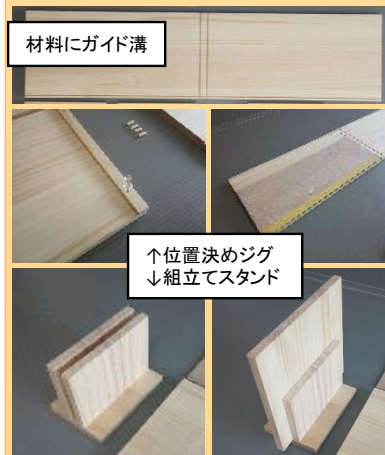 材料にガイド溝
↑位置決めジグ
↓組立てスタンド